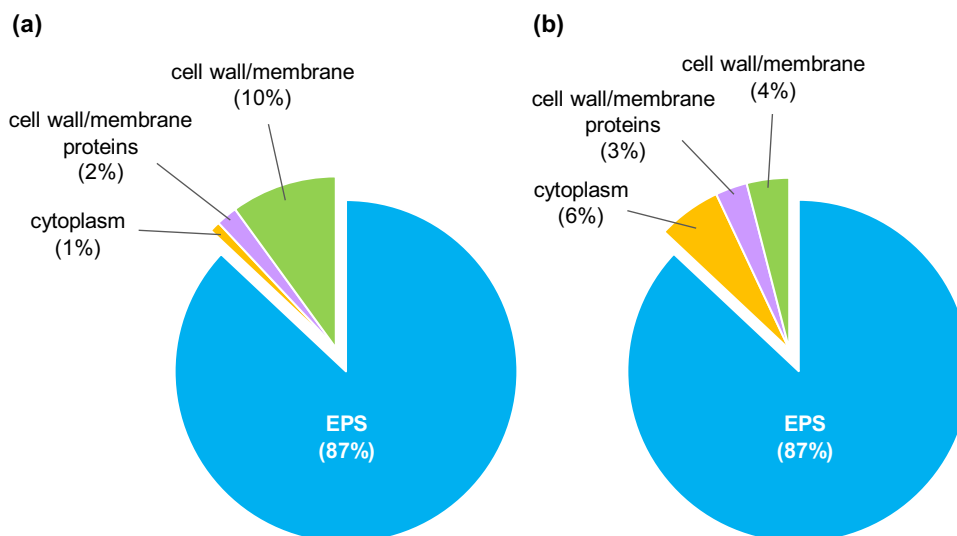 (a)
cell wall/membrane
(10%)
cell wall/membrane
proteins
(2%)
cytoplasm
(1%)
EPS
(87%)
(b)
cell wall/membrane
(4%)
cell wall/membrane
proteins
(3%)
cytoplasm
(6%)
EPS
(87%)